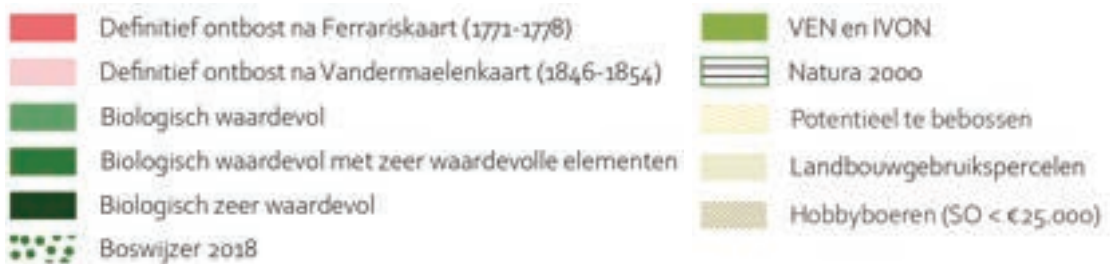 Definitief ontbost na Ferrariskaart (1771-1778)
Definitief ontbost na Vandermaelenkaart (1846-1854)
Biologisch waardevol
Biologisch waardevol met zeer waardevolle elementen
Biologisch zeer waardevol
Boswijzer 2018
VEN en IVON
Natura 2000
Potentieel te bebossen
Landbouwgebruikspercelen
Hobbyboeren (SO < €25.000)